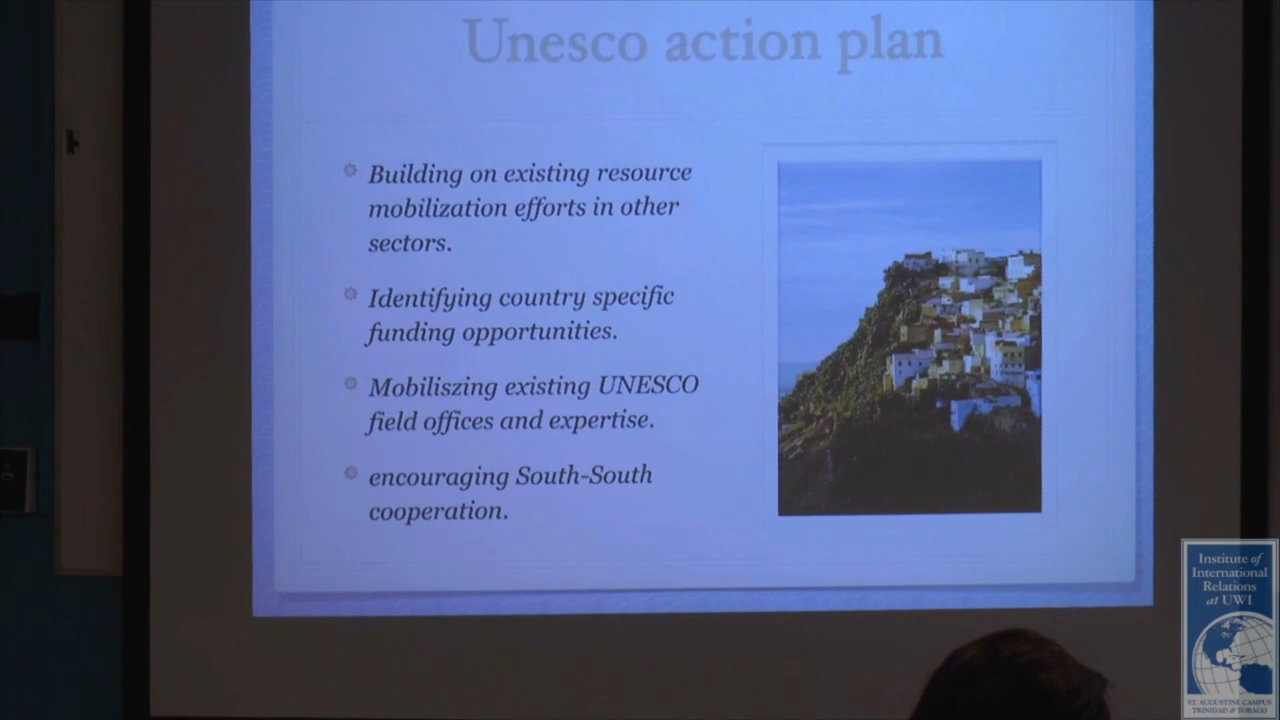 Unesco action plan
Building on existing resource
mobilization efforts in other
sectors.
Identifying country specific
funding opportunities.
Mobiliszing existing UNESCO
field offices and expertise.
encouraging South-South
cooperation.
Institute of
International
Relations
at UWI
ST. AUGUSTINE CAMPUS
TRINIDAD & TOBAGO